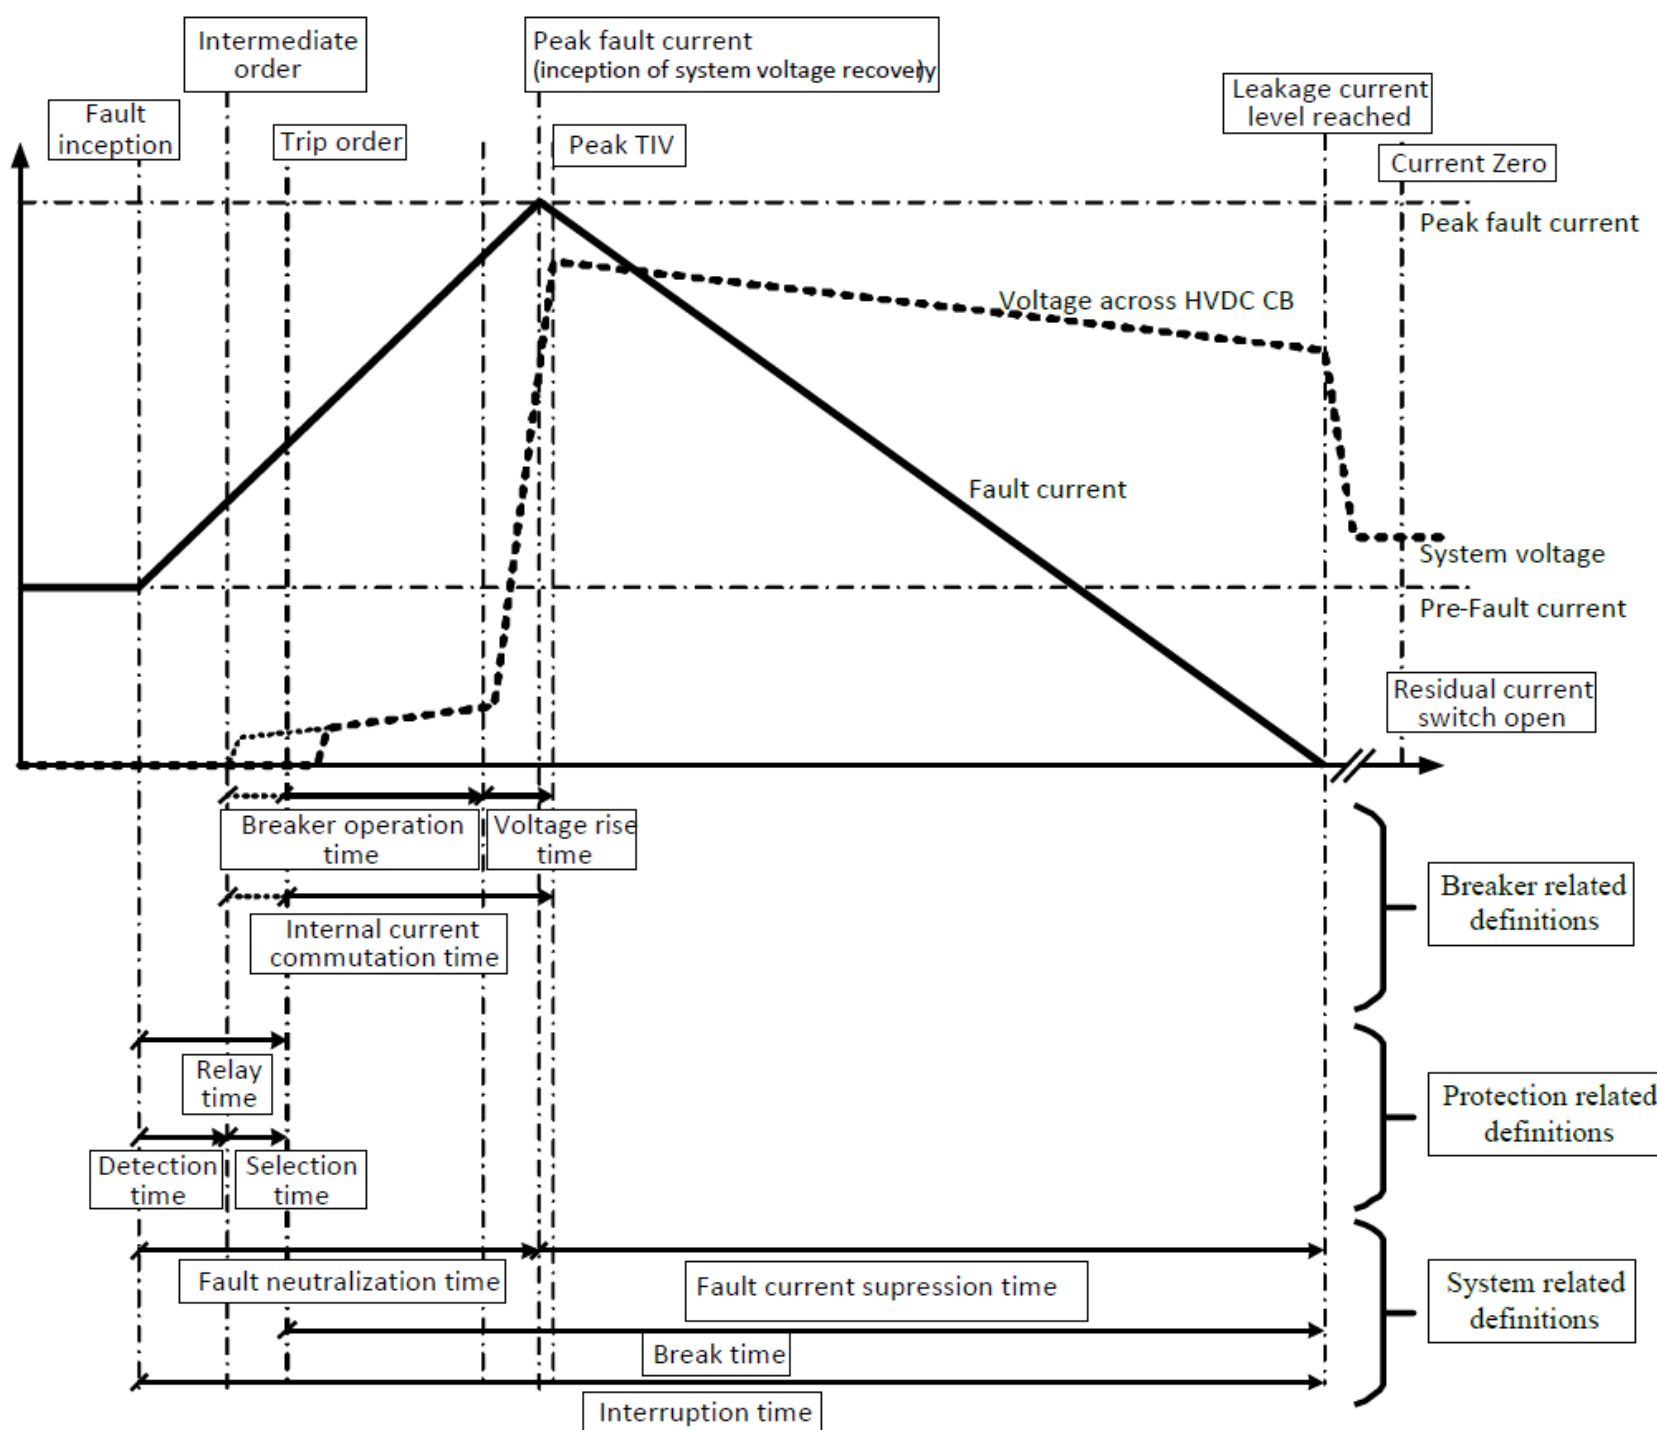 Intermediate
order
Peak fault current
(inception of system voltage recovery)
Fault
inception
Trip order
Peak TIV
Leakage current
level reached
Current Zero
Peak fault current
Voltage across HVDC CB
Fault current
System voltage
Pre-Fault current
Residual current
switch open
Breaker operation
time
Voltage rise
time
Internal current
commutation time
Breaker related
definitions
Relay
time
Detection
time
Selection
time
Protection related
definitions
Fault neutralization time
Fault current supression time
Break time
Interruption time
System related
definitions